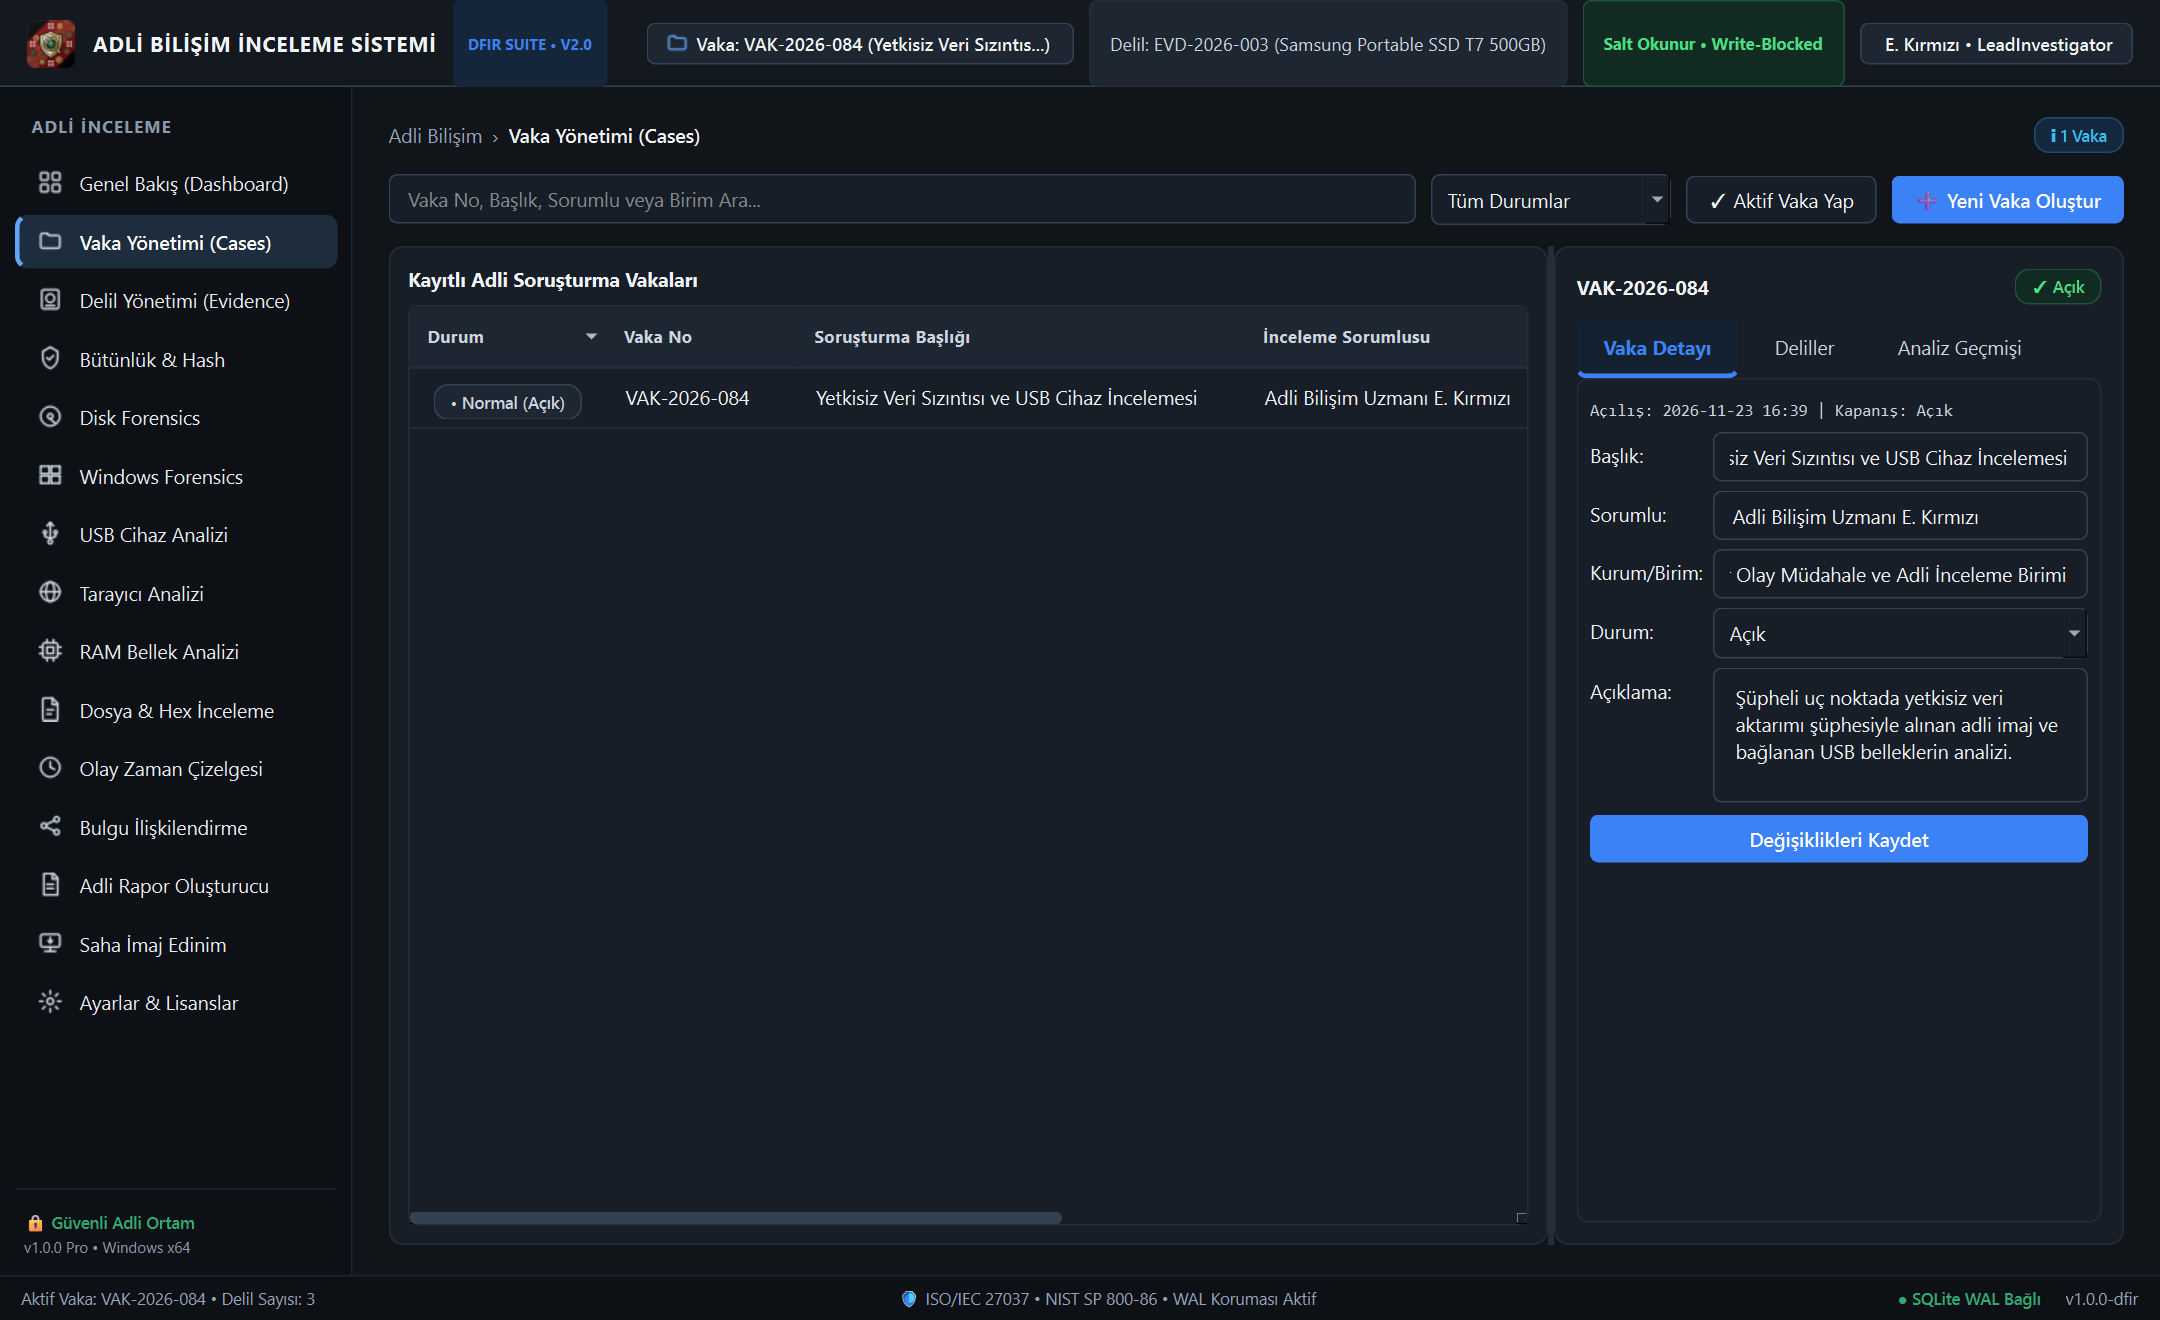 ADLİ BİLİŞİM İNCELEME SİSTEMİ
DFIR SUITE • V2.0
Vaka: VAK-2026-084 (Yetkisiz Veri Sızıntıs...)
Delil: EVD-2026-003 (Samsung Portable SSD T7 500GB)
Salt Okunur • Write-Blocked
E. Kırmızı • LeadInvestigator
ADLİ İNCELEME
Genel Bakış (Dashboard)
Vaka Yönetimi (Cases)
Delil Yönetimi (Evidence)
Bütünlük & Hash
Disk Forensics
Windows Forensics
USB Cihaz Analizi
Tarayıcı Analizi
RAM Bellek Analizi
Dosya & Hex İnceleme
Olay Zaman Çizelgesi
Bulgu İlişkilendirme
Adli Rapor Oluşturucu
Saha İmaj Edinim
Ayarlar & Lisanslar
Güvenli Adli Ortam
v1.0.0 Pro • Windows x64
Adli Bilişim › Vaka Yönetimi (Cases)
ℹ 1 Vaka
Vaka No, Başlık, Sorumlu veya Birim Ara...
Tüm Durumlar
✓ Aktif Vaka Yap
➕ Yeni Vaka Oluştur
Kayıtlı Adli Soruşturma Vakaları
Durum
Vaka No
Soruşturma Başlığı
İnceleme Sorumlusu
• Normal (Açık)
VAK-2026-084
Yetkisiz Veri Sızıntısı ve USB Cihaz İncelemesi
Adli Bilişim Uzmanı E. Kırmızı
VAK-2026-084
✓ Açık
Vaka Detayı
Deliller
Analiz Geçmişi
Açılış: 2026-11-23 16:39 | Kapanış: Açık
Başlık:
siz Veri Sızıntısı ve USB Cihaz İncelemesi
Sorumlu:
Adli Bilişim Uzmanı E. Kırmızı
Kurum/Birim:
Olay Müdahale ve Adli İnceleme Birimi
Durum:
Açık
Açıklama:
Şüpheli uç noktada yetkisiz veri
aktarımı şüphesiyle alınan adli imaj ve
bağlanan USB belleklerin analizi.
Değişiklikleri Kaydet
Aktif Vaka: VAK-2026-084 • Delil Sayısı: 3
ISO/IEC 27037 • NIST SP 800-86 • WAL Koruması Aktif
● SQLite WAL Bağlı
v1.0.0-dfir